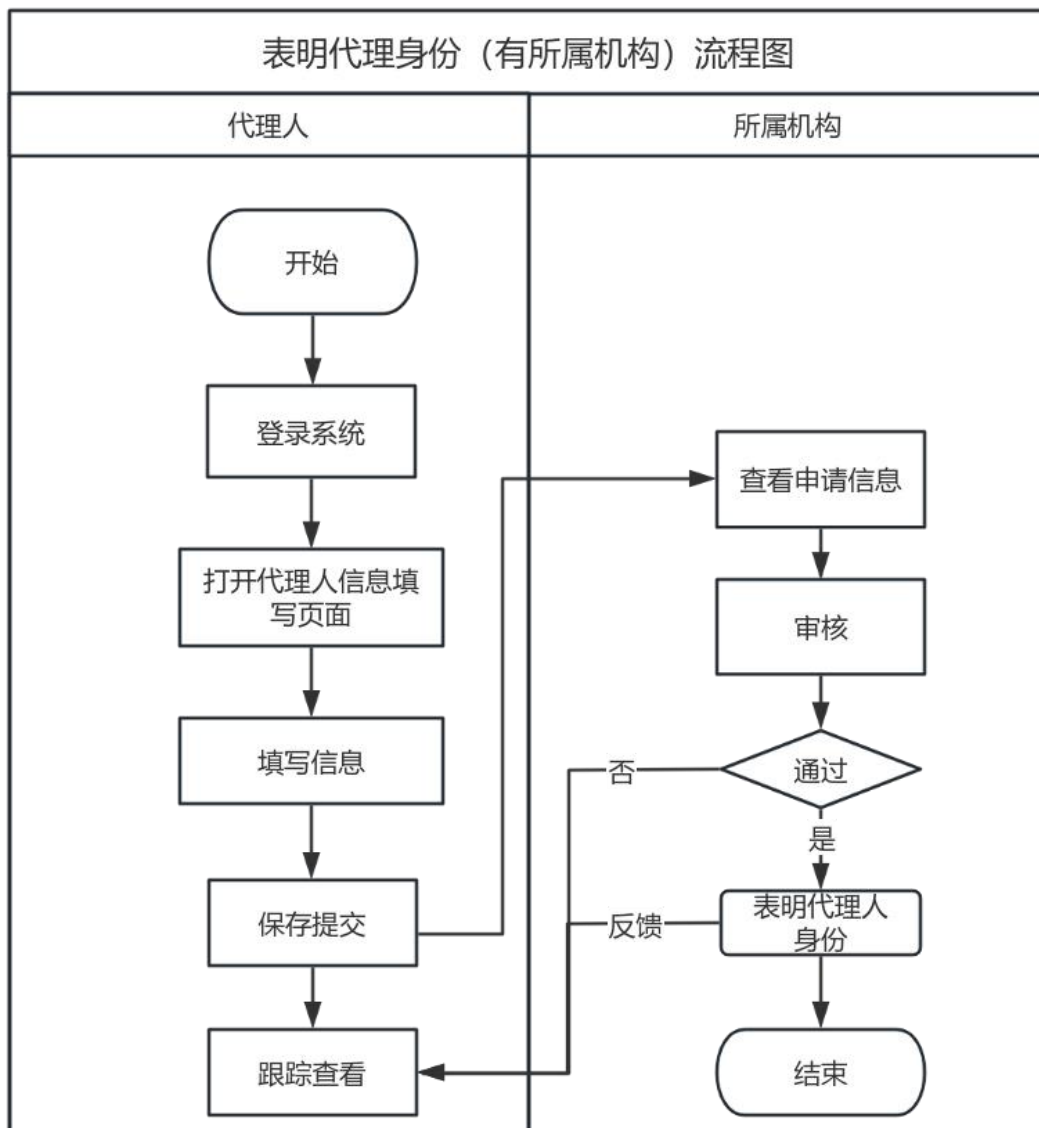 表明代理身份（有所属机构）流程图
代理人
所属机构
开始
登录系统
打开代理人信息填
写页面
填写信息
保存提交
跟踪查看
查看申请信息
审核
通过
否
是
表明代理人
身份
反馈
结束